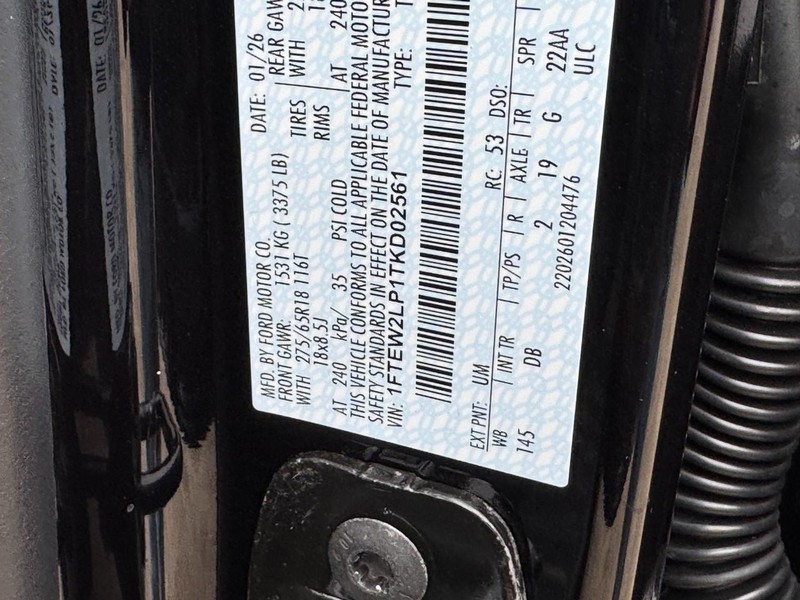 MFD. BY FORD MOTOR CO.
DATE: 01/26
FRONT GAWR: 1531 KG ( 3375 LB)
REAR GAWR
WITH 275/65R18 116T TIRES
WITH
18x8.5J RIMS
AT 240 kPa/ 35 PSI COLD
AT 240
THIS VEHICLE CONFORMS TO ALL APPLICABLE FEDERAL MOTO
SAFETY STANDARDS IN EFFECT ON THE DATE OF MANUFACTUR
VIN: 1FTEW2LP1TKD02561
TYPE: T
EXT PNT: UM RC: 53 DSO:
WB | INT TR | TP/PS | R | AXLE | TR | SPR
145 DB 2 19 G 22AA
2202601204476 ULC